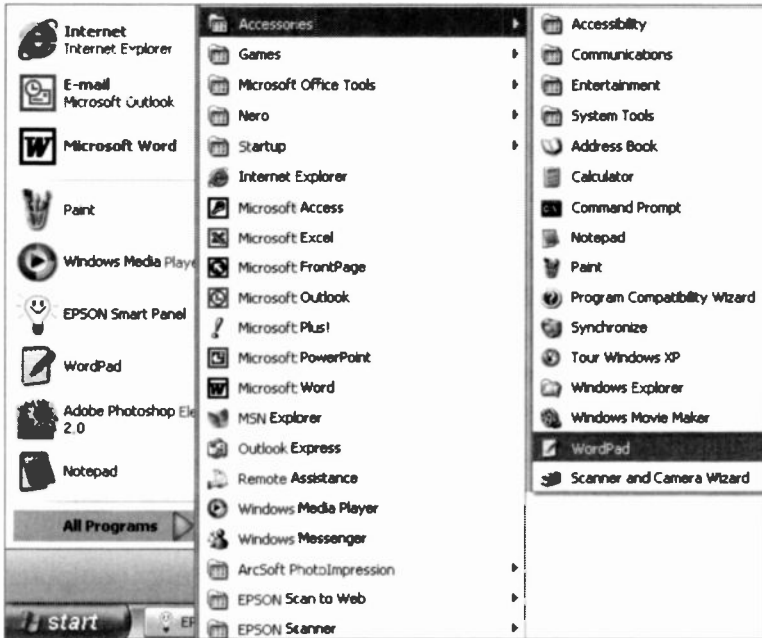 Internet
Internet Explorer
E-mail
Microsoft Outlook
Microsoft Word
Paint
Windows Media Playe
EPSON Smart Panel
WordPad
Adobe Photoshop Ele
2.0
Notepad
All Programs
start
EP
Accessories
Games
Microsoft Office Tools
Nero
Startup
Internet Explorer
Microsoft Access
Microsoft Excel
Microsoft FrontPage
Microsoft Outlook
Microsoft Plus!
Microsoft PowerPoint
Microsoft Word
MSN Explorer
Outlook Express
Remote Assistance
Windows Media Player
Windows Messenger
ArcSoft PhotoImpression
EPSON Scan to Web
EPSON Scanner
Accessibility
Communications
Entertainment
System Tools
Address Book
Calculator
Command Prompt
Notepad
Paint
Program Compatibility Wizard
Synchronize
Tour Windows XP
Windows Explorer
Windows Movie Maker
WordPad
Scanner and Camera Wizard